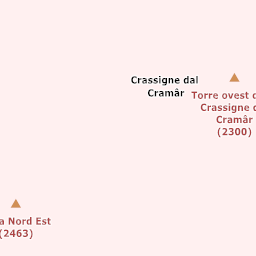 Crassigne dal
Cramâr
Torre ovest
Crassigne
Cramâr
(2300)
Nord Est
(2463)